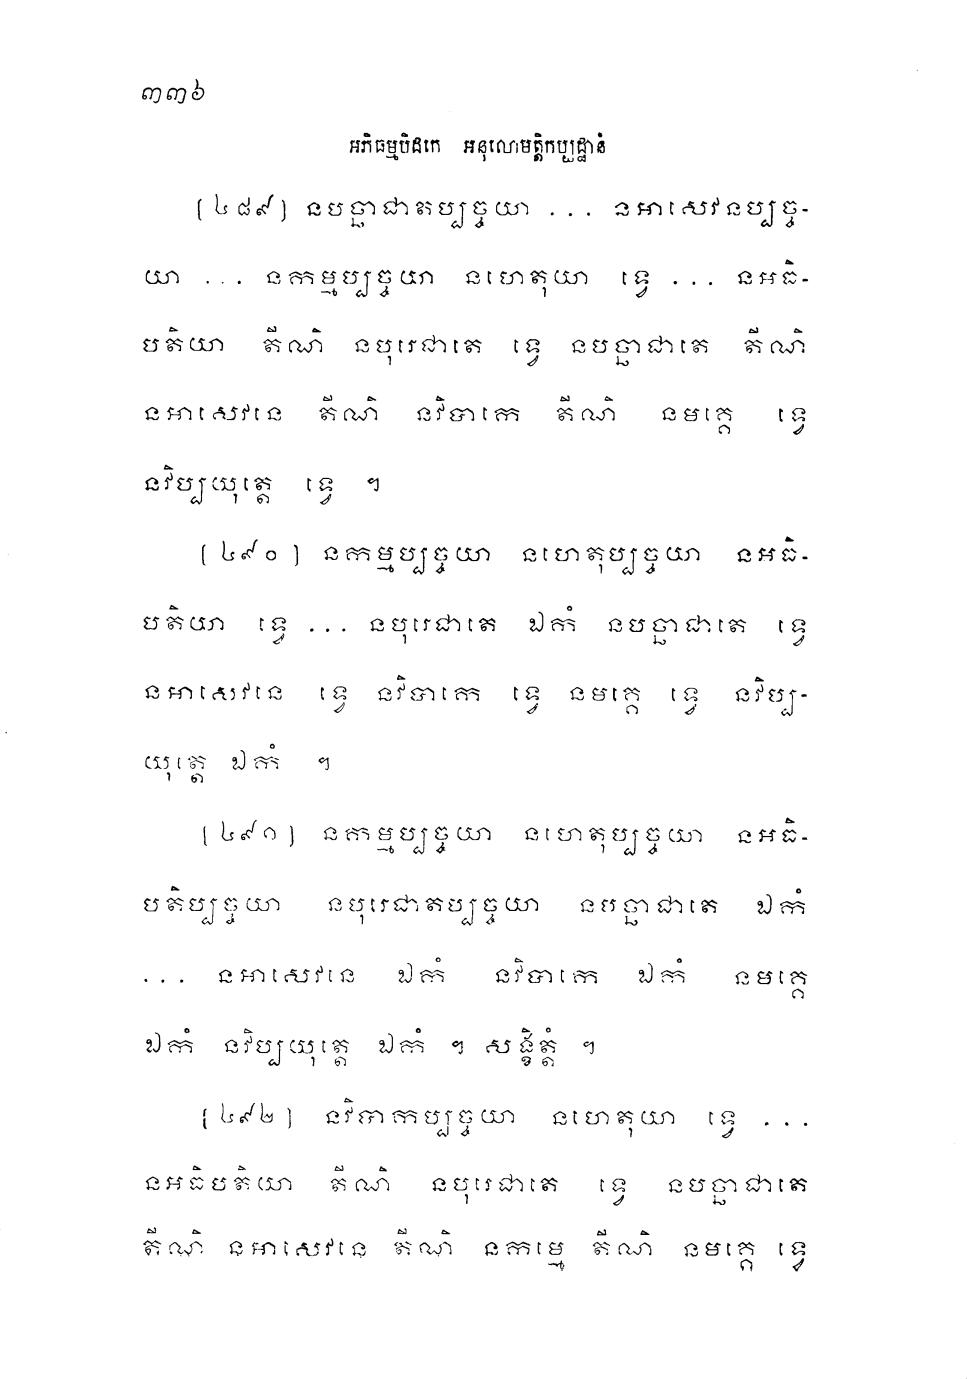 ៣៣៦
អភិធម្មបិដកេ អនុលោមត្តិកប្បដ្ឋានំ
[៤៨៩] នបច្ឆាជាតប្បច្ចយា ... នអាសេវនប្បច្ច-
យា ... នកម្មប្បច្ចយា នហេតុយា ទ្វេ ... នអធិ-
បតិយា តីណិ នបុរេជាតេ ទ្វេ នបច្ឆាជាតេ តីណិ
នអាសេវនេ តីណិ នវិបាកេ តីណិ នមគ្គេ ទ្វេ
នវិប្បយុត្តេ ទ្វេ ។
[៤៩០] នកម្មប្បច្ចយា នហេតុប្បច្ចយា នអធិ-
បតិយា ទ្វេ ... នបុរេជាតេ ឯកំ នបច្ឆាជាតេ ទ្វេ
នអាសេវនេ ទ្វេ នវិបាកេ ទ្វេ នមគ្គេ ទ្វេ នវិប្ប-
យុត្តេ ឯកំ ។
[៤៩១] នកម្មប្បច្ចយា នហេតុប្បច្ចយា នអធិ-
បតិប្បច្ចយា នបុរេជាតប្បច្ចយា នបច្ឆាជាតេ ឯកំ
... នអាសេវនេ ឯកំ នវិបាកេ ឯកំ នមគ្គេ
ឯកំ នវិប្បយុត្តេ ឯកំ ។ សង្ខិត្តំ ។
[៤៩២] នវិបាកប្បច្ចយា នហេតុយា ទ្វេ ...
នអធិបតិយា តីណិ នបុរេជាតេ ទ្វេ នបច្ឆាជាតេ
តីណិ នអាសេវនេ តីណិ នកម្មេ តីណិ នមគ្គេ ទ្វេ